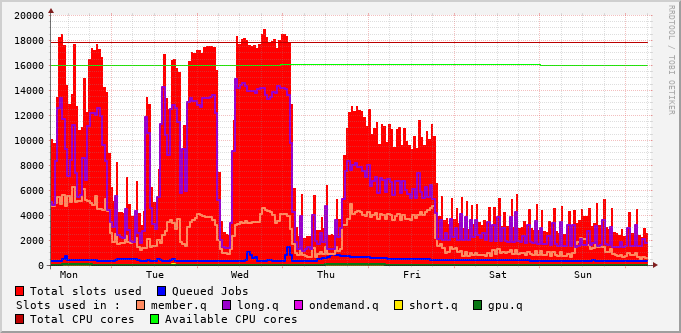 20000
18000
16000
14000
12000
10000
8000
6000
4000
2000
0
Mon Tue Wed Thu Fri Sat Sun
RRDTOOL / TOBI OETIKER
Total slots used Queued Jobs
Slots used in : member.q long.q ondemand.q short.q gpu.q
Total CPU cores Available CPU cores